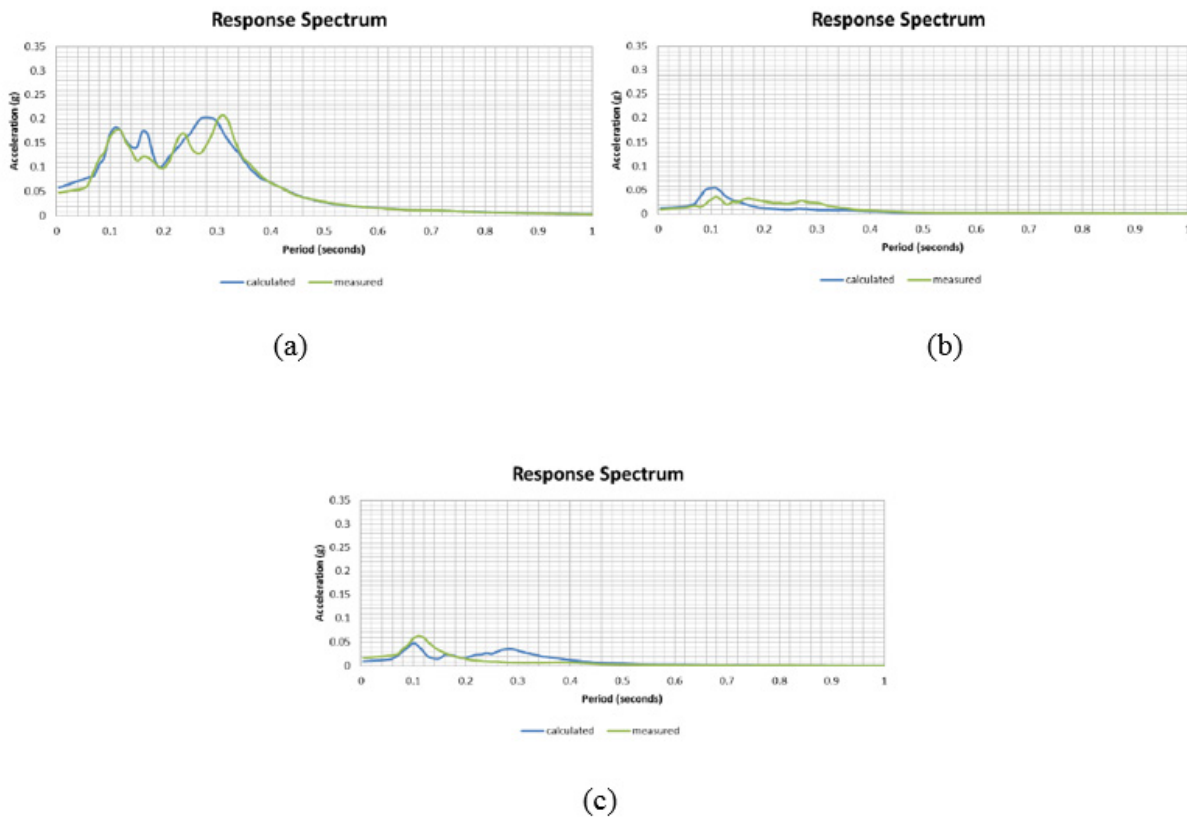 Response Spectrum
Acceleration (g)
0.35
0.3
0.25
0.2
0.15
0.1
0.05
0
0 0.1 0.2 0.3 0.4 0.5 0.6 0.7 0.8 0.9 1
Period (seconds)
calculated measured
(a)
Response Spectrum
Acceleration (g)
0.35
0.3
0.25
0.2
0.15
0.1
0.05
0
0 0.1 0.2 0.3 0.4 0.5 0.6 0.7 0.8 0.9 1
Period (seconds)
calculated measured
(b)
Response Spectrum
Acceleration (g)
0.35
0.3
0.25
0.2
0.15
0.1
0.05
0
0 0.1 0.2 0.3 0.4 0.5 0.6 0.7 0.8 0.9 1
Period (seconds)
calculated measured
(c)